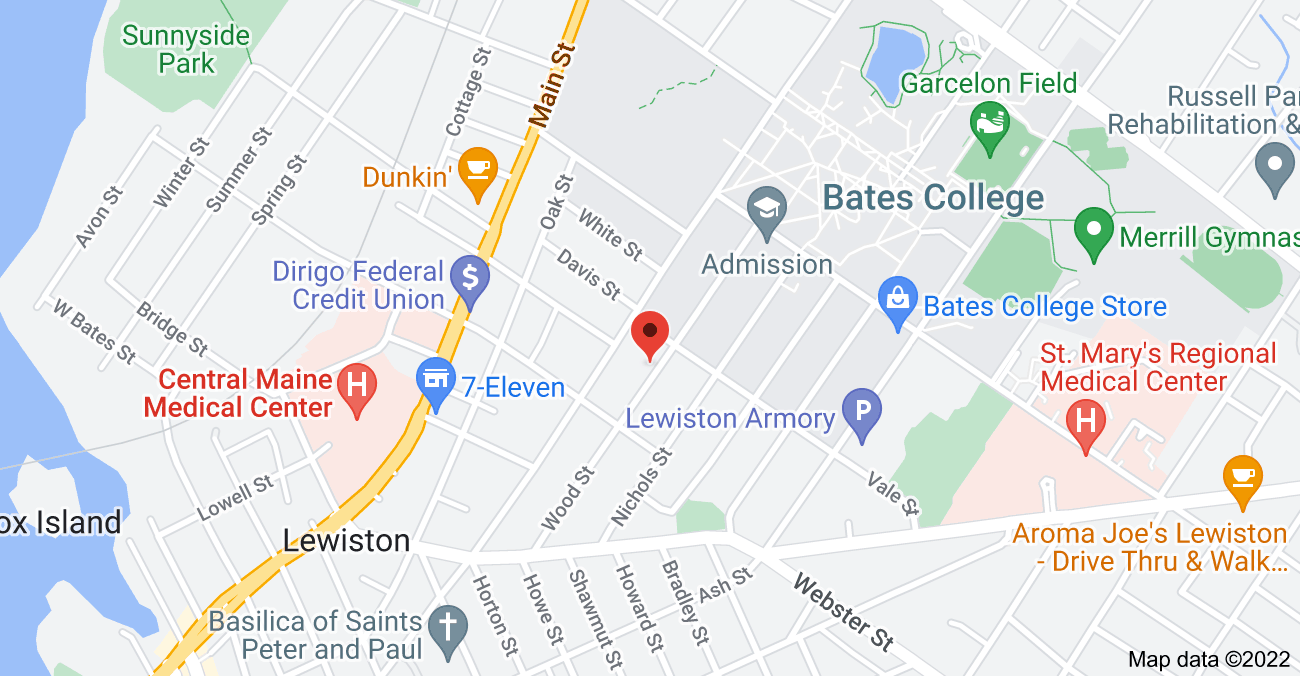 Sunnyside
Park
Main St
Cottage St
Garcelon Field
Russell Par
Rehabilitation &
Winter St
Summer St
Spring St
Avon St
Dunkin'
Oak St
White St
Davis St
Bates College
Admission
Merrill Gymnas
Dirigo Federal
Credit Union
$
Bates College Store
W Bates St
Bridge St
Central Maine
Medical Center
H
7-Eleven
St. Mary's Regional
Medical Center
H
Lewiston Armory
P
Lowell St
Wood St
Nichols St
Vale St
ox Island
Lewiston
Aroma Joe's Lewiston
- Drive Thru & Walk...
Horton St
Howe St
Shawmut St
Howard St
Bradley St
Ash St
Webster St
Basilica of Saints
Peter and Paul
Map data ©2022